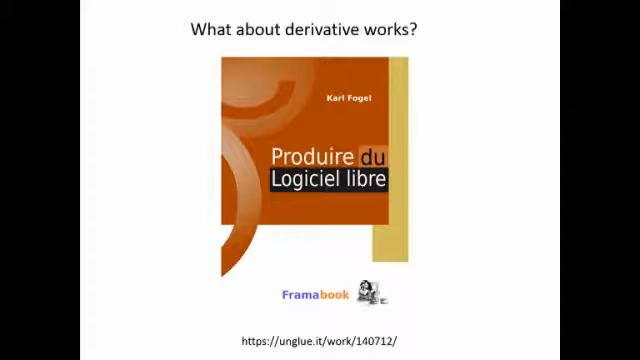 What about derivative works?
Karl Fogel
Produire du
Logiciel libre
Framabook
https://unglue.it/work/140712/